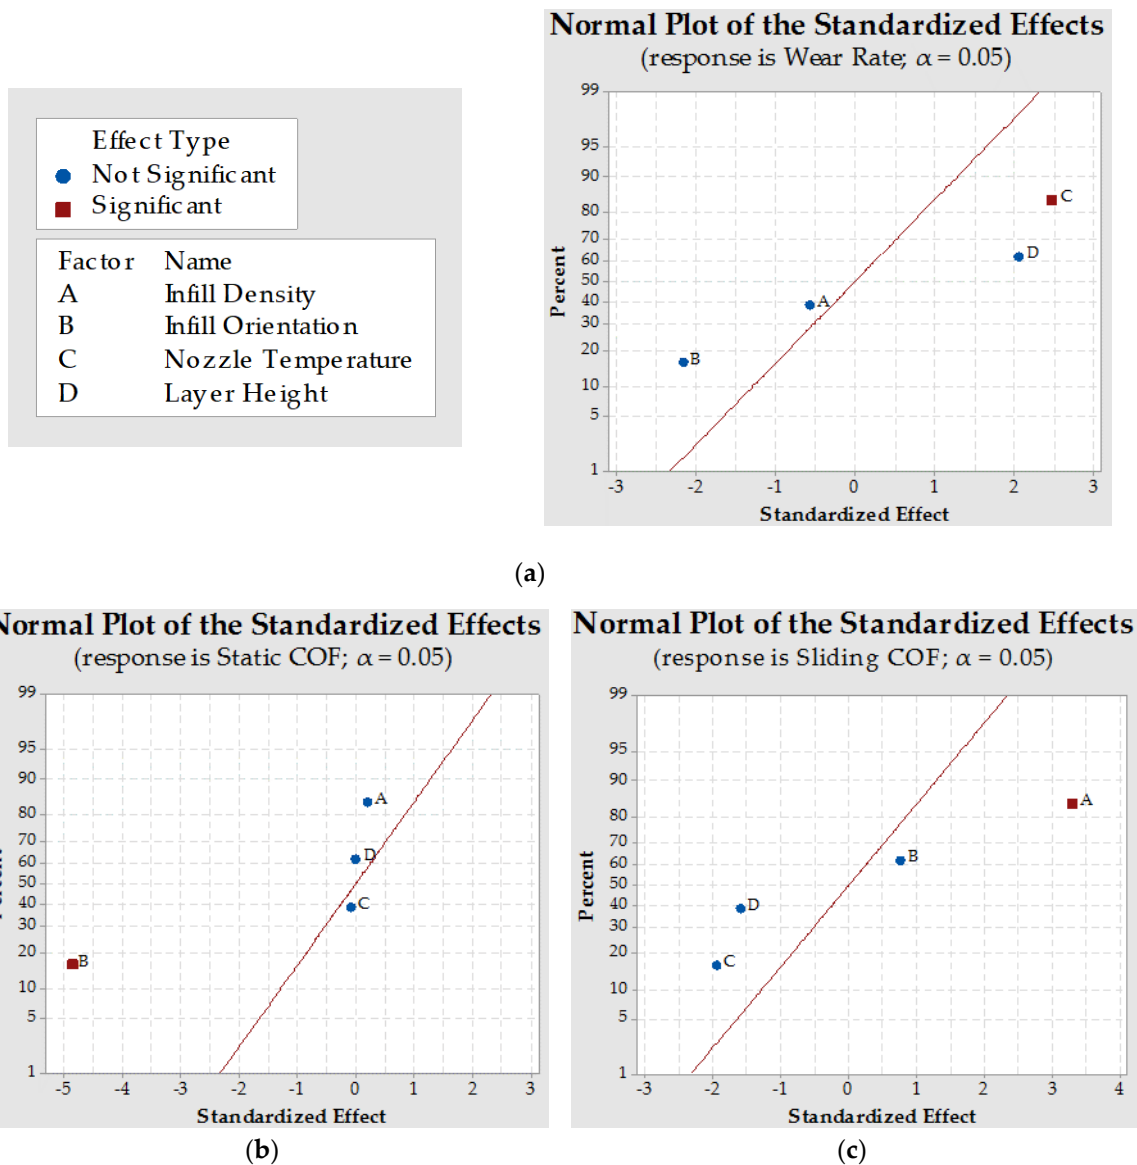 Normal Plot of the Standardized Effects
(response is Wear Rate; α = 0.05)
Effect Type
Not Significant
Significant
Factor Name
A Infill Density
B Infill Orientation
C Nozzle Temperature
D Layer Height
99
95
90
80
70
60
50
40
30
20
10
5
1
Percent
C
D
A
B
-3 -2 -1 0 1 2 3
Standardized Effect
(a)
Normal Plot of the Standardized Effects
(response is Static COF; α = 0.05)
99
95
90
80
70
60
50
40
30
20
10
5
1
A
D
C
B
-5 -4 -3 -2 -1 0 1 2 3
Standardized Effect
(b)
Normal Plot of the Standardized Effects
(response is Sliding COF; α = 0.05)
99
95
90
80
70
60
50
40
30
20
10
5
1
Percent
A
B
D
C
-3 -2 -1 0 1 2 3 4
Standardized Effect
(c)